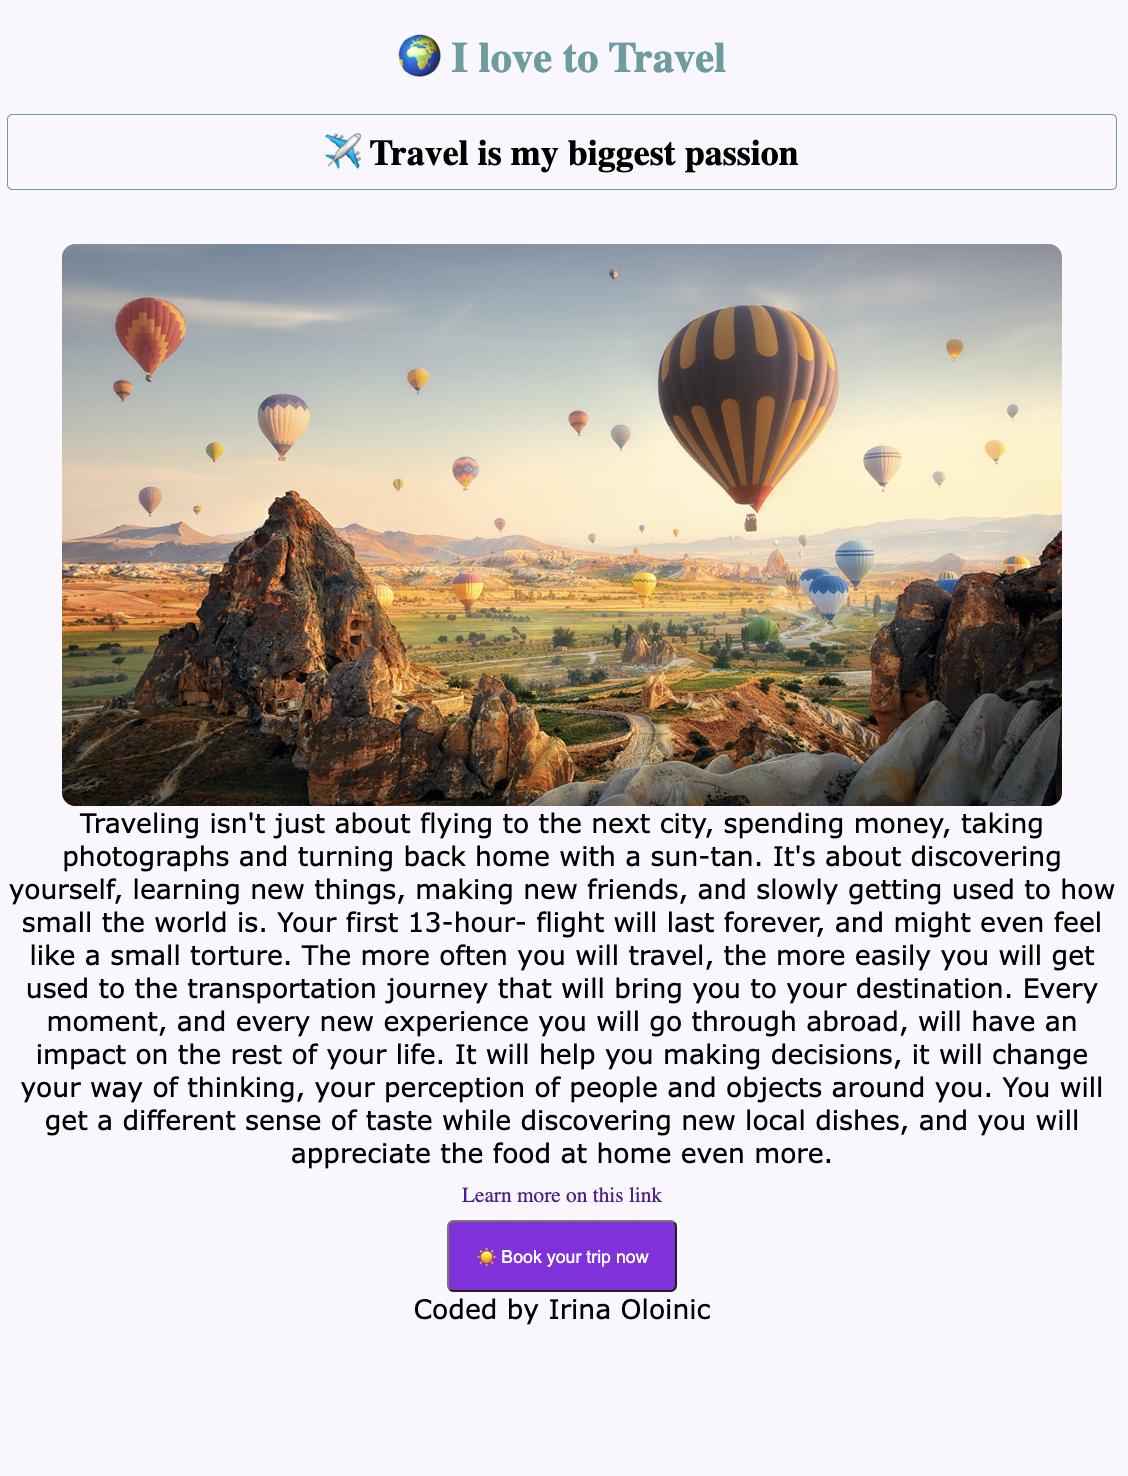 🌍 I love to Travel
✈️ Travel is my biggest passion
Traveling isn't just about flying to the next city, spending money, taking
photographs and turning back home with a sun-tan. It's about discovering
yourself, learning new things, making new friends, and slowly getting used to how
small the world is. Your first 13-hour- flight will last forever, and might even feel
like a small torture. The more often you will travel, the more easily you will get
used to the transportation journey that will bring you to your destination. Every
moment, and every new experience you will go through abroad, will have an
impact on the rest of your life. It will help you making decisions, it will change
your way of thinking, your perception of people and objects around you. You will
get a different sense of taste while discovering new local dishes, and you will
appreciate the food at home even more.
Learn more on this link
☀️ Book your trip now
Coded by Irina Oloinic